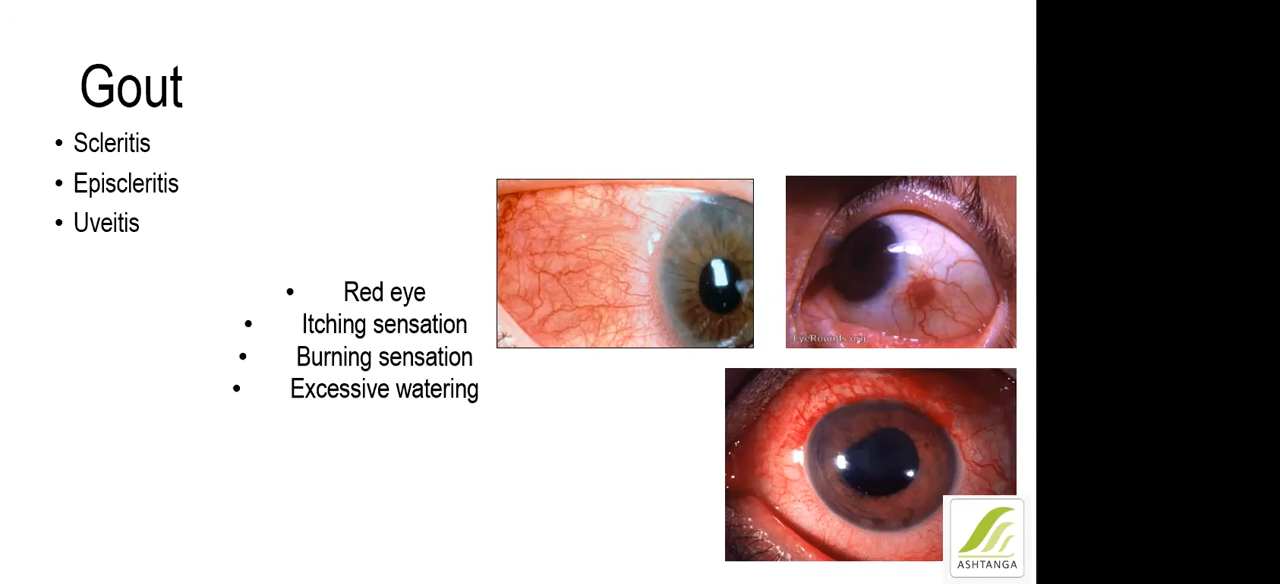 Gout
• Scleritis
• Episcleritis
• Uveitis
• Red eye
• Itching sensation
• Burning sensation
• Excessive watering
EyeRounds.org
ASHTANGA